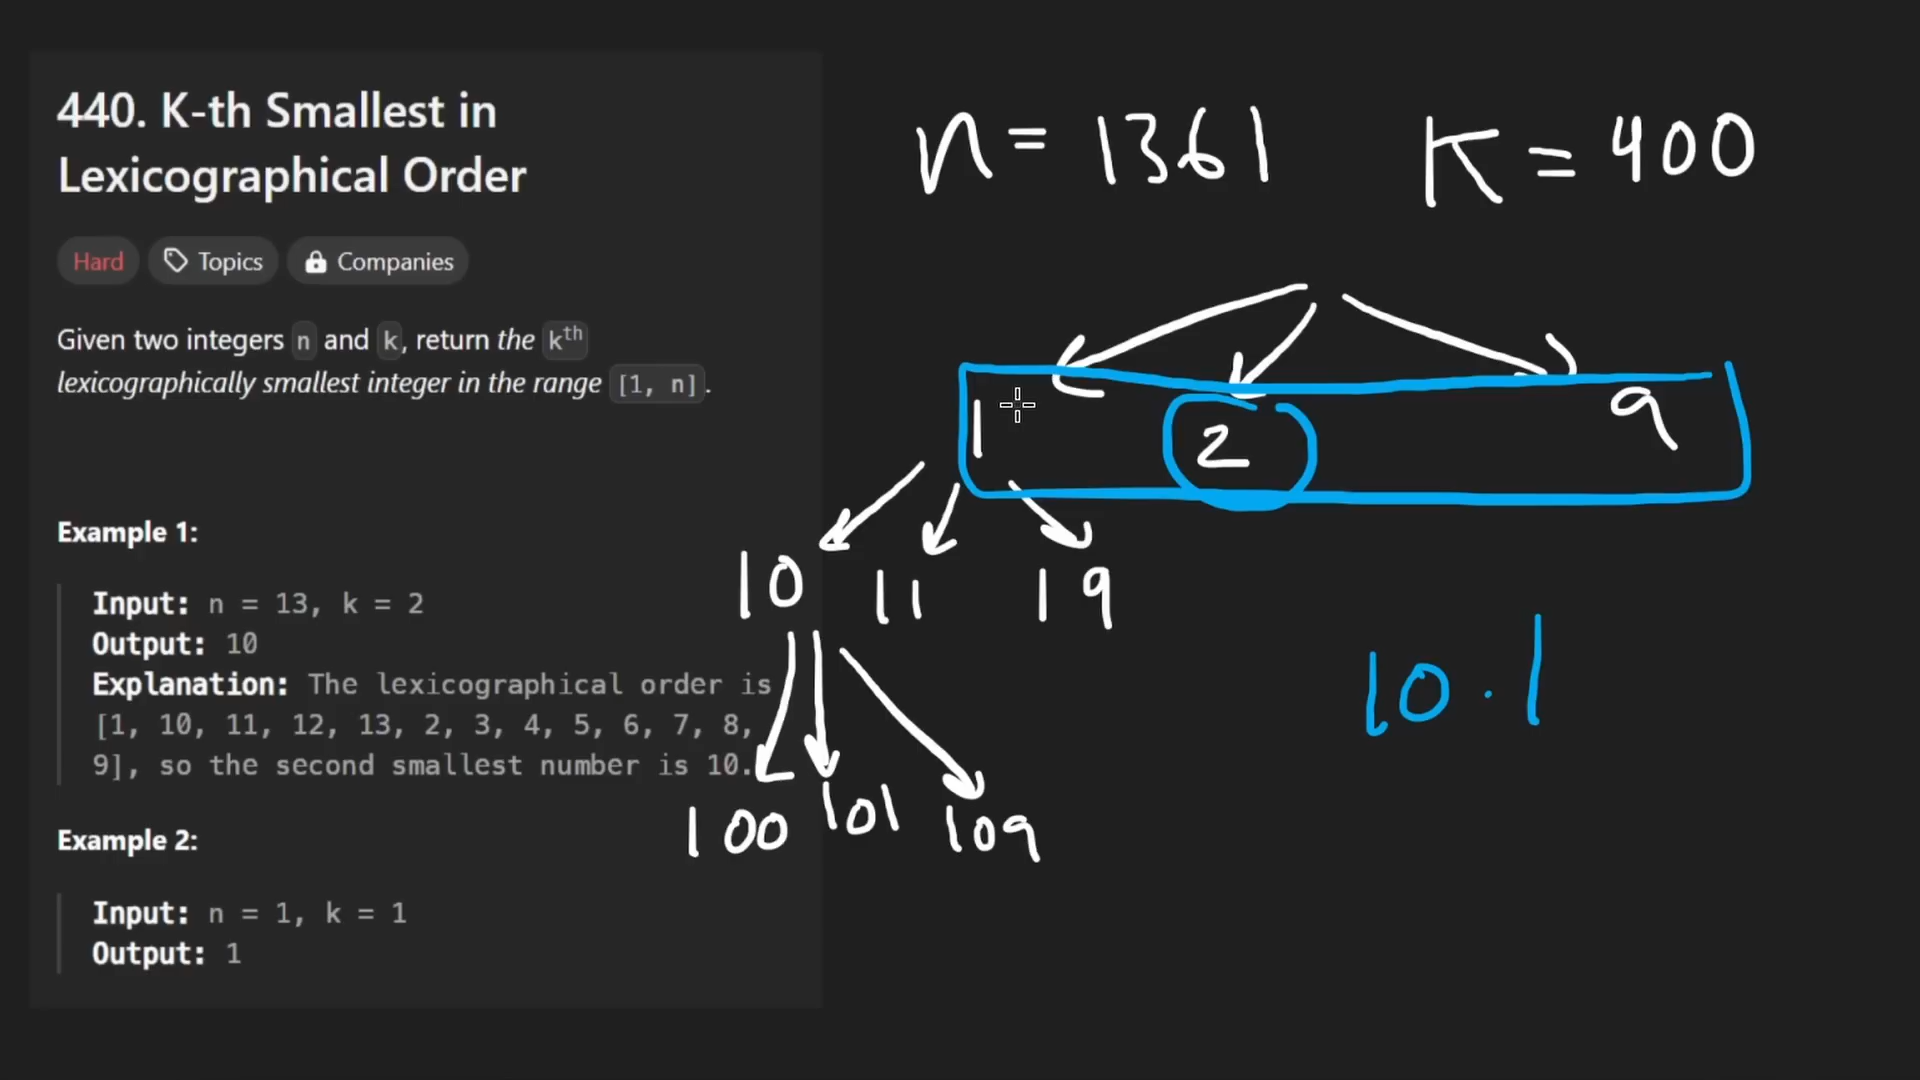 440. K-th Smallest in
Lexicographical Order
Hard Topics Companies
Given two integers n and k, return the kth
lexicographically smallest integer in the range [1, n].
Example 1:
Input: n = 13, k = 2
Output: 10
Explanation: The lexicographical order is
[1, 10, 11, 12, 13, 2, 3, 4, 5, 6, 7, 8,
9], so the second smallest number is 10.
Example 2:
Input: n = 1, k = 1
Output: 1
n = 1361 K = 400
1 2 9
10 11 19
100 101 109
10 · 1